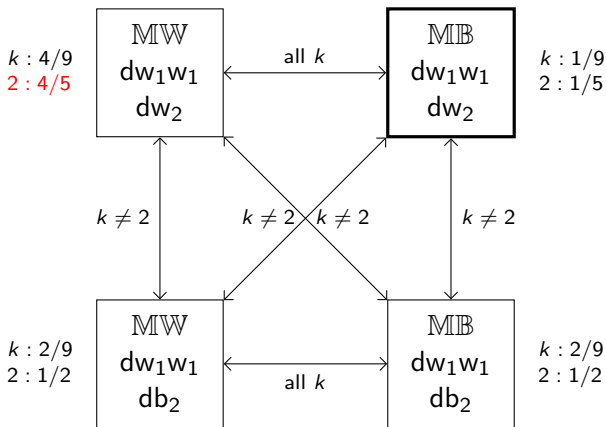 𝕄𝕎
dw₁w₁
dw₂
k : 4/9
2 : 4/5
all k
𝕄𝔹
dw₁w₁
dw₂
k : 1/9
2 : 1/5
k ≠ 2
k ≠ 2
k ≠ 2
k ≠ 2
𝕄𝕎
dw₁w₁
db₂
k : 2/9
2 : 1/2
all k
𝕄𝔹
dw₁w₁
db₂
k : 2/9
2 : 1/2